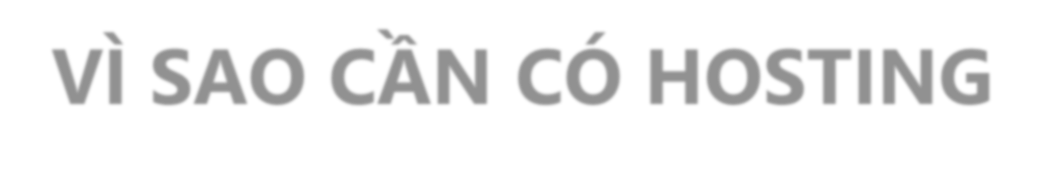 VÌ SAO CẦN CÓ HOSTING